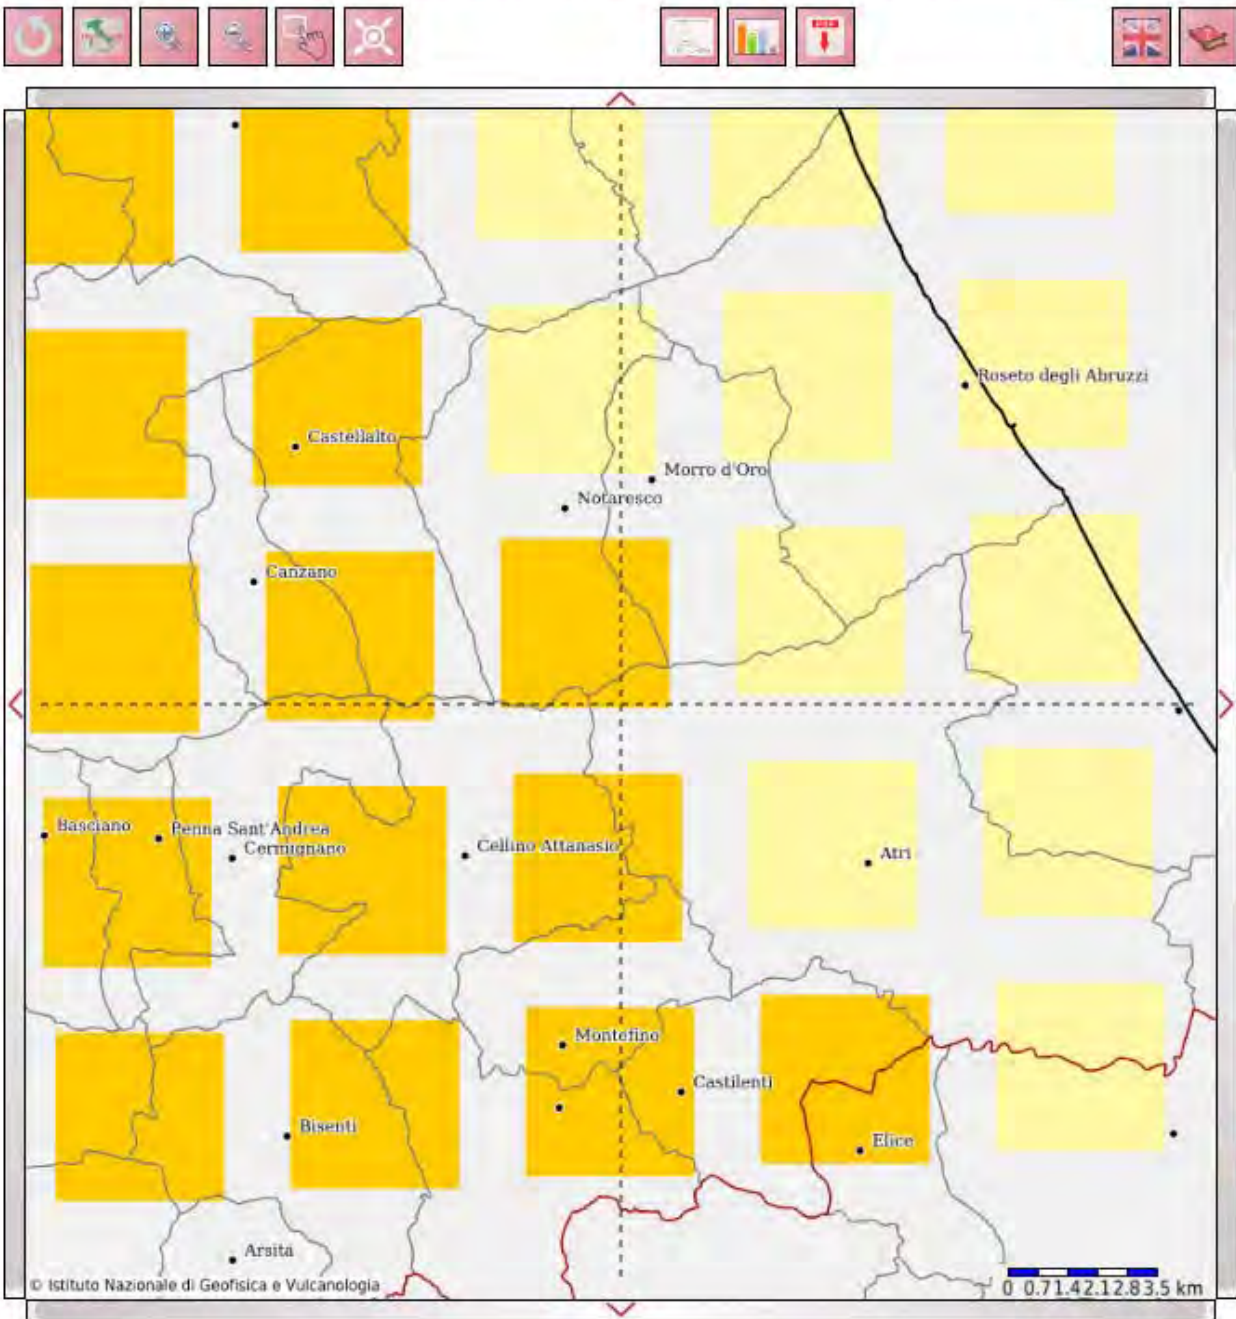 Roseto degli Abruzzi
Castellalto
Morro d'Oro
Notaresco
Canzano
Basciano
Penna Sant'Andrea
Cermignano
Cellino Attanasio
Atri
Montefino
Castilenti
Bisenti
Elice
Arsita
© Istituto Nazionale di Geofisica e Vulcanologia
0 0.71.42.12.83.5 km